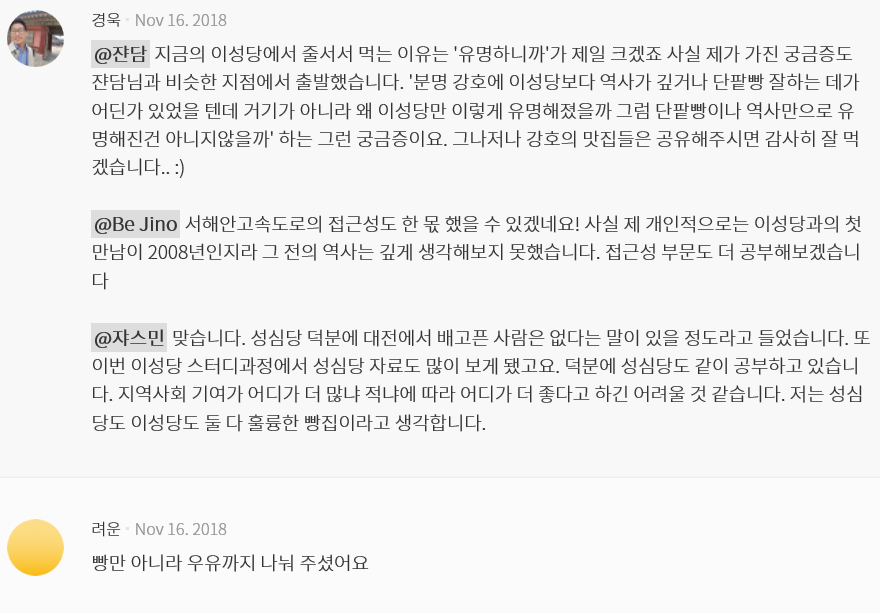 경욱 · Nov 16. 2018
@쟌담 지금의 이성당에서 줄서서 먹는 이유는 '유명하니까'가 제일 크겠죠 사실 제가 가진 궁금증도
쟌담님과 비슷한 지점에서 출발했습니다. '분명 강호에 이성당보다 역사가 깊거나 단팥빵 잘하는 데가
어딘가 있었을 텐데 거기가 아니라 왜 이성당만 이렇게 유명해졌을까 그럼 단팥빵이나 역사만으로 유
명해진건 아니지않을까' 하는 그런 궁금증이요. 그나저나 강호의 맛집들은 공유해주시면 감사히 잘 먹
겠습니다.. :)
@Be Jino 서해안고속도로의 접근성도 한 몫 했을 수 있겠네요! 사실 제 개인적으로는 이성당과의 첫
만남이 2008년인지라 그 전의 역사는 깊게 생각해보지 못했습니다. 접근성 부문도 더 공부해보겠습니
다
@쟈스민 맞습니다. 성심당 덕분에 대전에서 배고픈 사람은 없다는 말이 있을 정도라고 들었습니다. 또
이번 이성당 스터디과정에서 성심당 자료도 많이 보게 됐고요. 덕분에 성심당도 같이 공부하고 있습니
다. 지역사회 기여가 어디가 더 많냐 적냐에 따라 어디가 더 좋다고 하긴 어려울 것 같습니다. 저는 성심
당도 이성당도 둘 다 훌륭한 빵집이라고 생각합니다.
려운 · Nov 16. 2018
빵만 아니라 우유까지 나눠 주셨어요